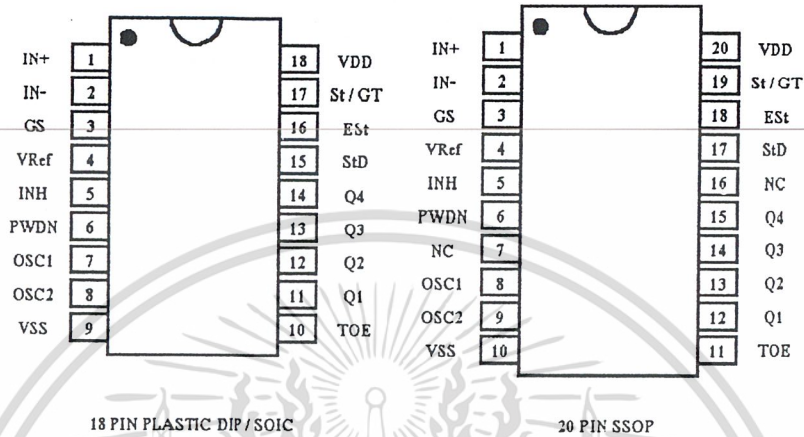 IN+ 1 18 VDD
IN- 2 17 St / GT
GS 3 16 ESt
VRef 4 15 StD
INH 5 14 Q4
PWDN 6 13 Q3
OSC1 7 12 Q2
OSC2 8 11 Q1
VSS 9 10 TOE
18 PIN PLASTIC DIP / SOIC
IN+ 1 20 VDD
IN- 2 19 St / GT
GS 3 18 ESt
VRef 4 17 StD
INH 5 16 NC
PWDN 6 15 Q4
NC 7 14 Q3
OSC1 8 13 Q2
OSC2 9 12 Q1
VSS 10 11 TOE
20 PIN SSOP